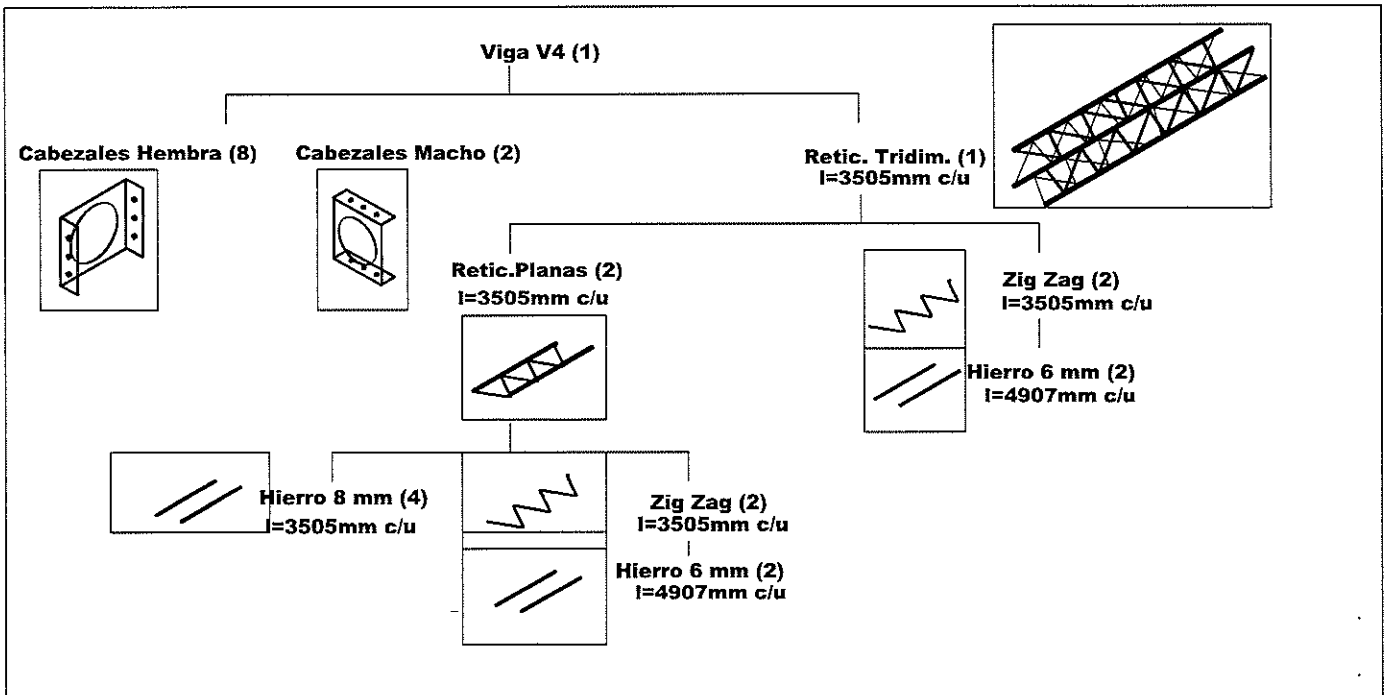 Viga V4 (1)
Cabezales Hembra (8)
Cabezales Macho (2)
Retic. Tridim. (1)
l=3505mm c/u
Retic.Planas (2)
l=3505mm c/u
Zig Zag (2)
l=3505mm c/u
Hierro 6 mm (2)
l=4907mm c/u
Hierro 8 mm (4)
l=3505mm c/u
Zig Zag (2)
l=3505mm c/u
Hierro 6 mm (2)
l=4907mm c/u